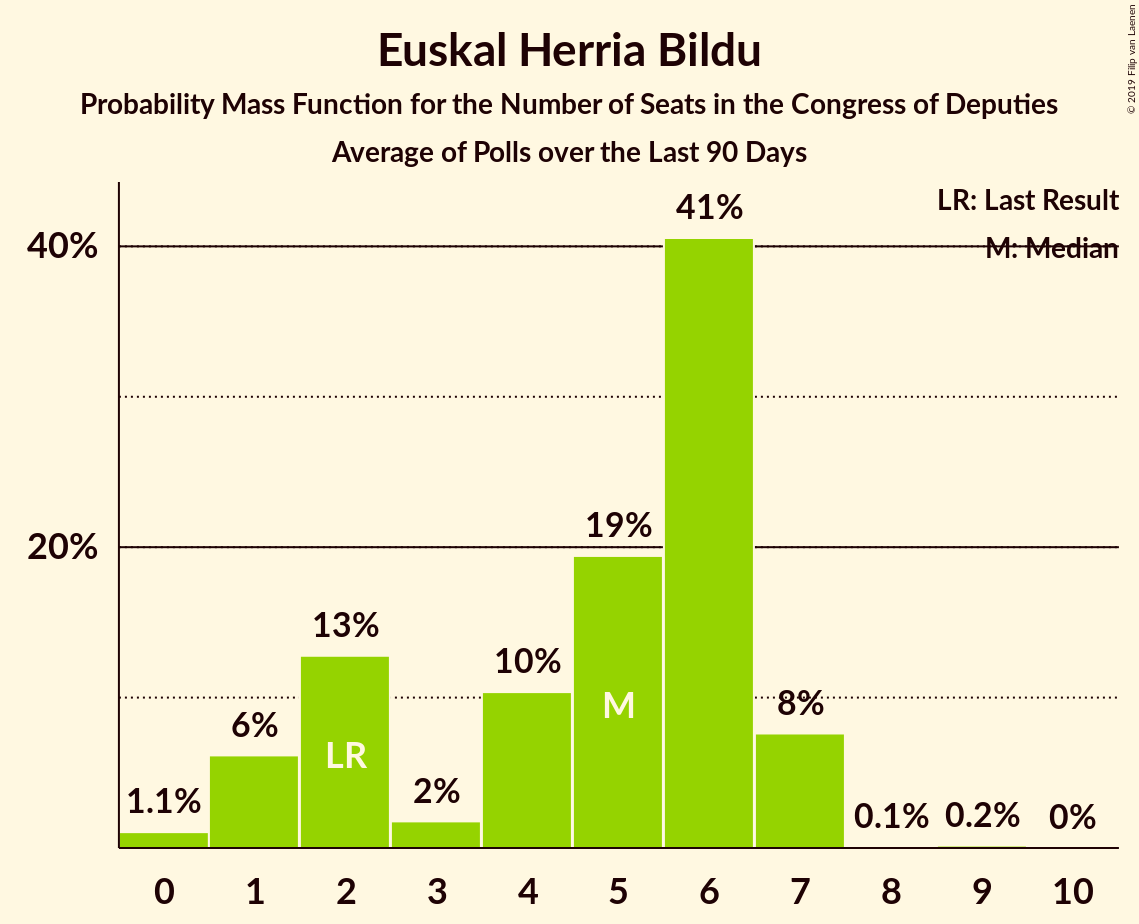 Euskal Herria Bildu
Probability Mass Function for the Number of Seats in the Congress of Deputies
Average of Polls over the Last 90 Days
© 2019 Filip van Laenen
LR: Last Result
M: Median
40%
20%
1.1%
6%
13%
2%
10%
19%
41%
8%
0.1%
0.2%
0%
LR
M
0 1 2 3 4 5 6 7 8 9 10